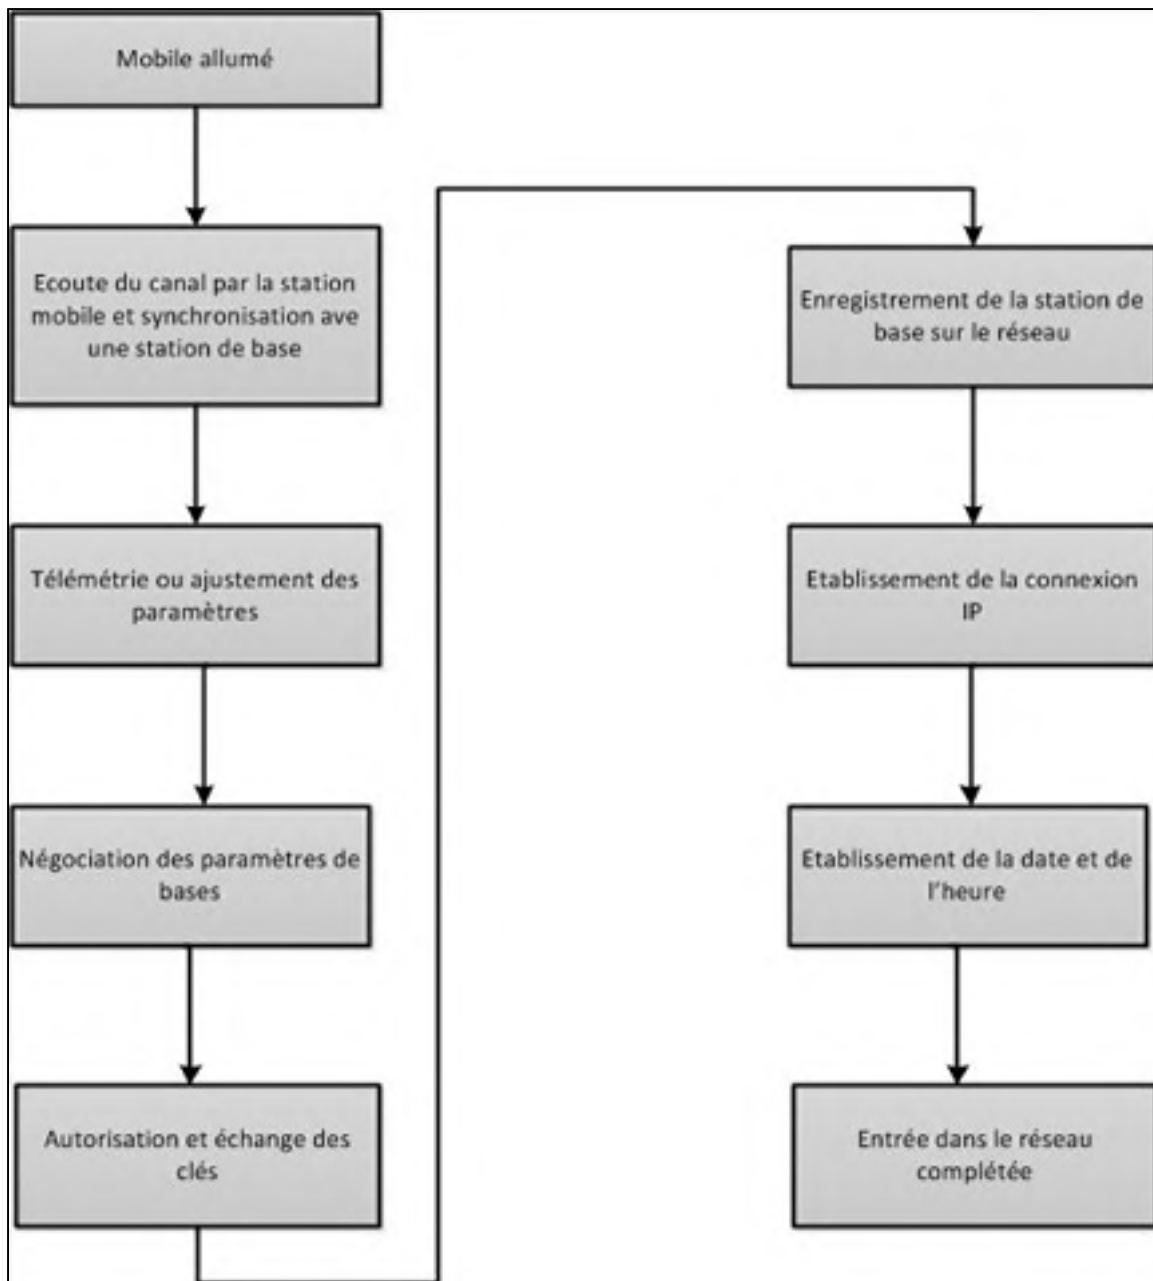 Mobile allumé
Ecoute du canal par la station
mobile et synchronisation ave
une station de base
Télémétrie ou ajustement des
paramètres
Négociation des paramètres de
bases
Autorisation et échange des
clés
Enregistrement de la station de
base sur le réseau
Etablissement de la connexion
IP
Etablissement de la date et de
l'heure
Entrée dans le réseau
complétée